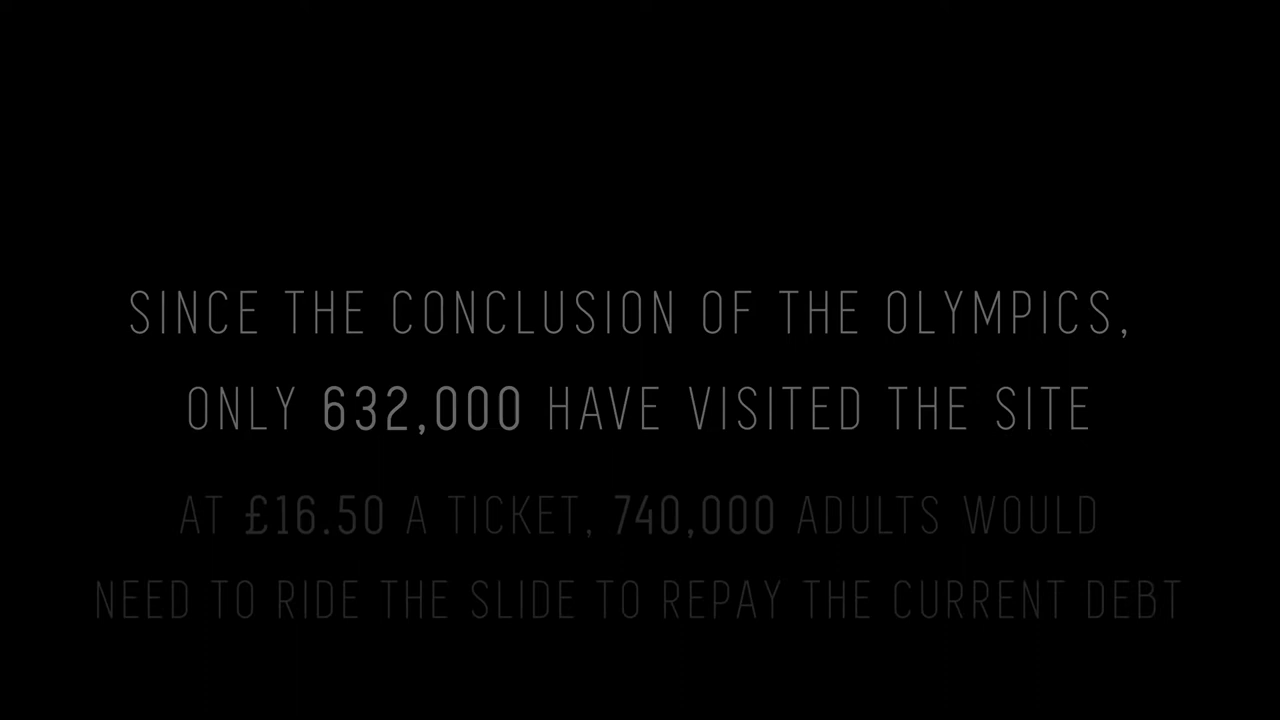 SINCE THE CONCLUSION OF THE OLYMPICS,
ONLY 632,000 HAVE VISITED THE SITE
AT £16.50 A TICKET, 740,000 ADULTS WOULD
NEED TO RIDE THE SLIDE TO REPAY THE CURRENT DEBT